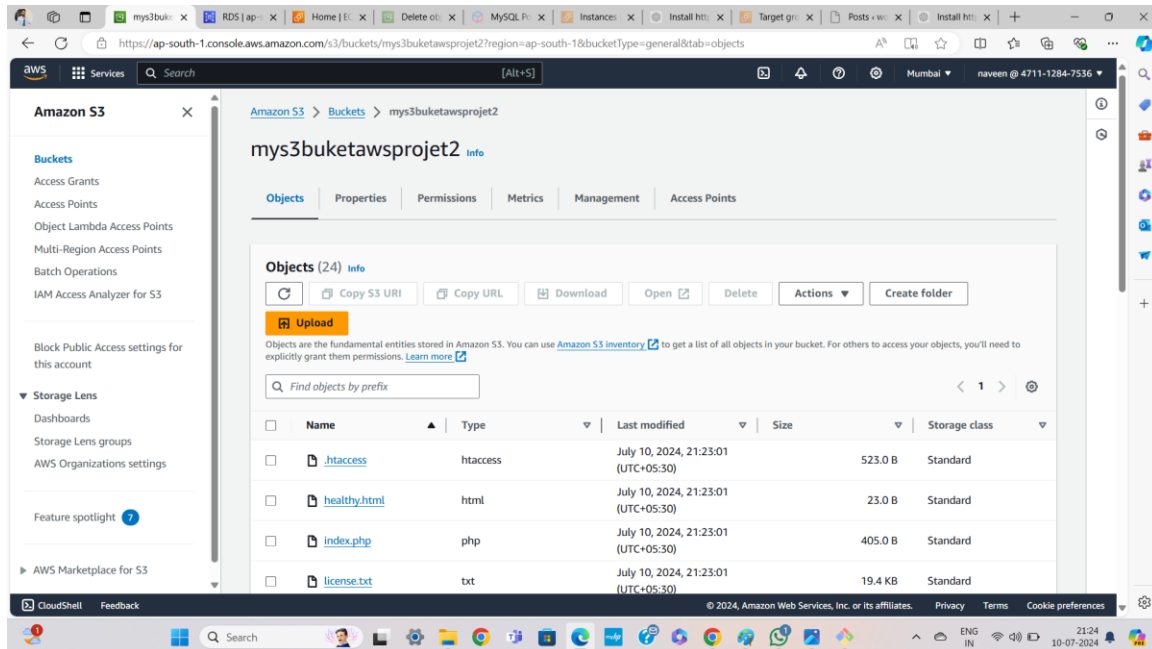 mys3buke
RDS | ap-s
Home | EC
Delete obj
MySQL Po
Instances
Install http
Target gro
Posts ‹ wo
Install http
https://ap-south-1.console.aws.amazon.com/s3/buckets/mys3buketawsprojet2?region=ap-south-1&bucketType=general&tab=objects
aws
Services
Search
[Alt+S]
Mumbai
naveen @ 4711-1284-7536
Amazon S3
Buckets
Access Grants
Access Points
Object Lambda Access Points
Multi-Region Access Points
Batch Operations
IAM Access Analyzer for S3
Block Public Access settings for
this account
Storage Lens
Dashboards
Storage Lens groups
AWS Organizations settings
Feature spotlight 7
AWS Marketplace for S3
Amazon S3 > Buckets > mys3buketawsprojet2
mys3buketawsprojet2 Info
Objects Properties Permissions Metrics Management Access Points
Objects (24) Info
Copy S3 URI Copy URL Download Open Delete Actions Create folder
Upload
Objects are the fundamental entities stored in Amazon S3. You can use Amazon S3 inventory to get a list of all objects in your bucket. For others to access your objects, you'll need to
explicitly grant them permissions. Learn more
Find objects by prefix
1
Name Type Last modified Size Storage class
.htaccess htaccess July 10, 2024, 21:23:01 (UTC+05:30) 523.0 B Standard
healthy.html html July 10, 2024, 21:23:01 (UTC+05:30) 23.0 B Standard
index.php php July 10, 2024, 21:23:01 (UTC+05:30) 405.0 B Standard
license.txt txt July 10, 2024, 21:23:01 (UTC+05:30) 19.4 KB Standard
CloudShell Feedback © 2024, Amazon Web Services, Inc. or its affiliates. Privacy Terms Cookie preferences
Search
ENG
IN
21:24
10-07-2024